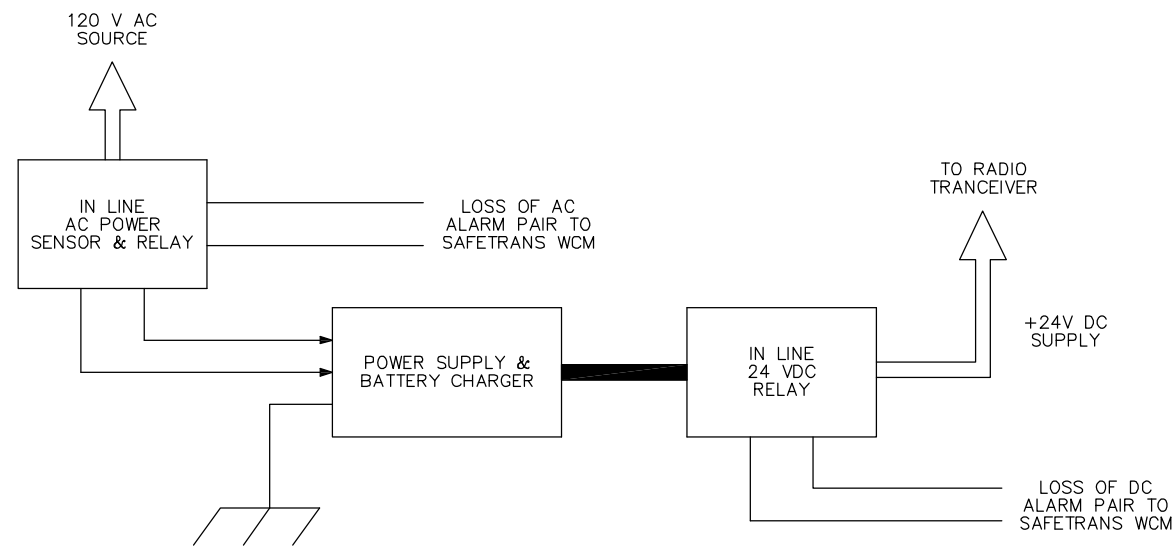 120 V AC
SOURCE
IN LINE
AC POWER
SENSOR & RELAY
LOSS OF AC
ALARM PAIR TO
SAFETRANS WCM
TO RADIO
TRANCEIVER
POWER SUPPLY &
BATTERY CHARGER
IN LINE
24 VDC
RELAY
+24V DC
SUPPLY
LOSS OF DC
ALARM PAIR TO
SAFETRANS WCM